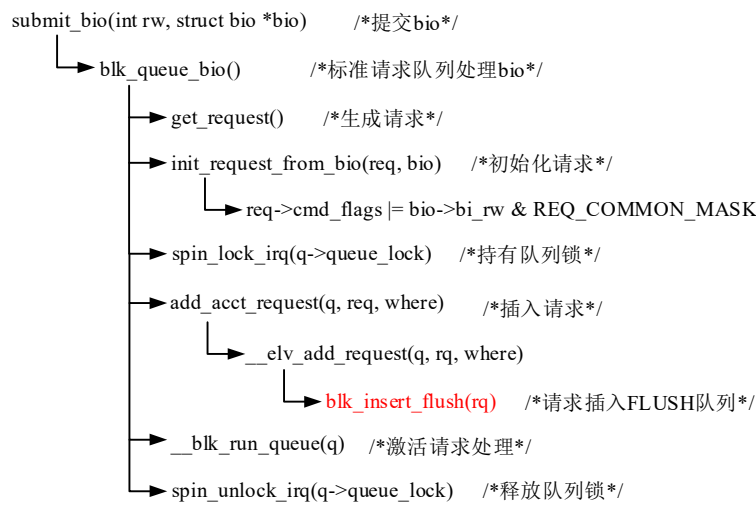 submit_bio(int rw, struct bio *bio) /*提交bio*/
blk_queue_bio() /*标准请求队列处理bio*/
get_request() /*生成请求*/
init_request_from_bio(req, bio) /*初始化请求*/
req->cmd_flags |= bio->bi_rw & REQ_COMMON_MASK
spin_lock_irq(q->queue_lock) /*持有队列锁*/
add_acct_request(q, req, where) /*插入请求*/
__elv_add_request(q, rq, where)
blk_insert_flush(rq) /*请求插入FLUSH队列*/
__blk_run_queue(q) /*激活请求处理*/
spin_unlock_irq(q->queue_lock) /*释放队列锁*/